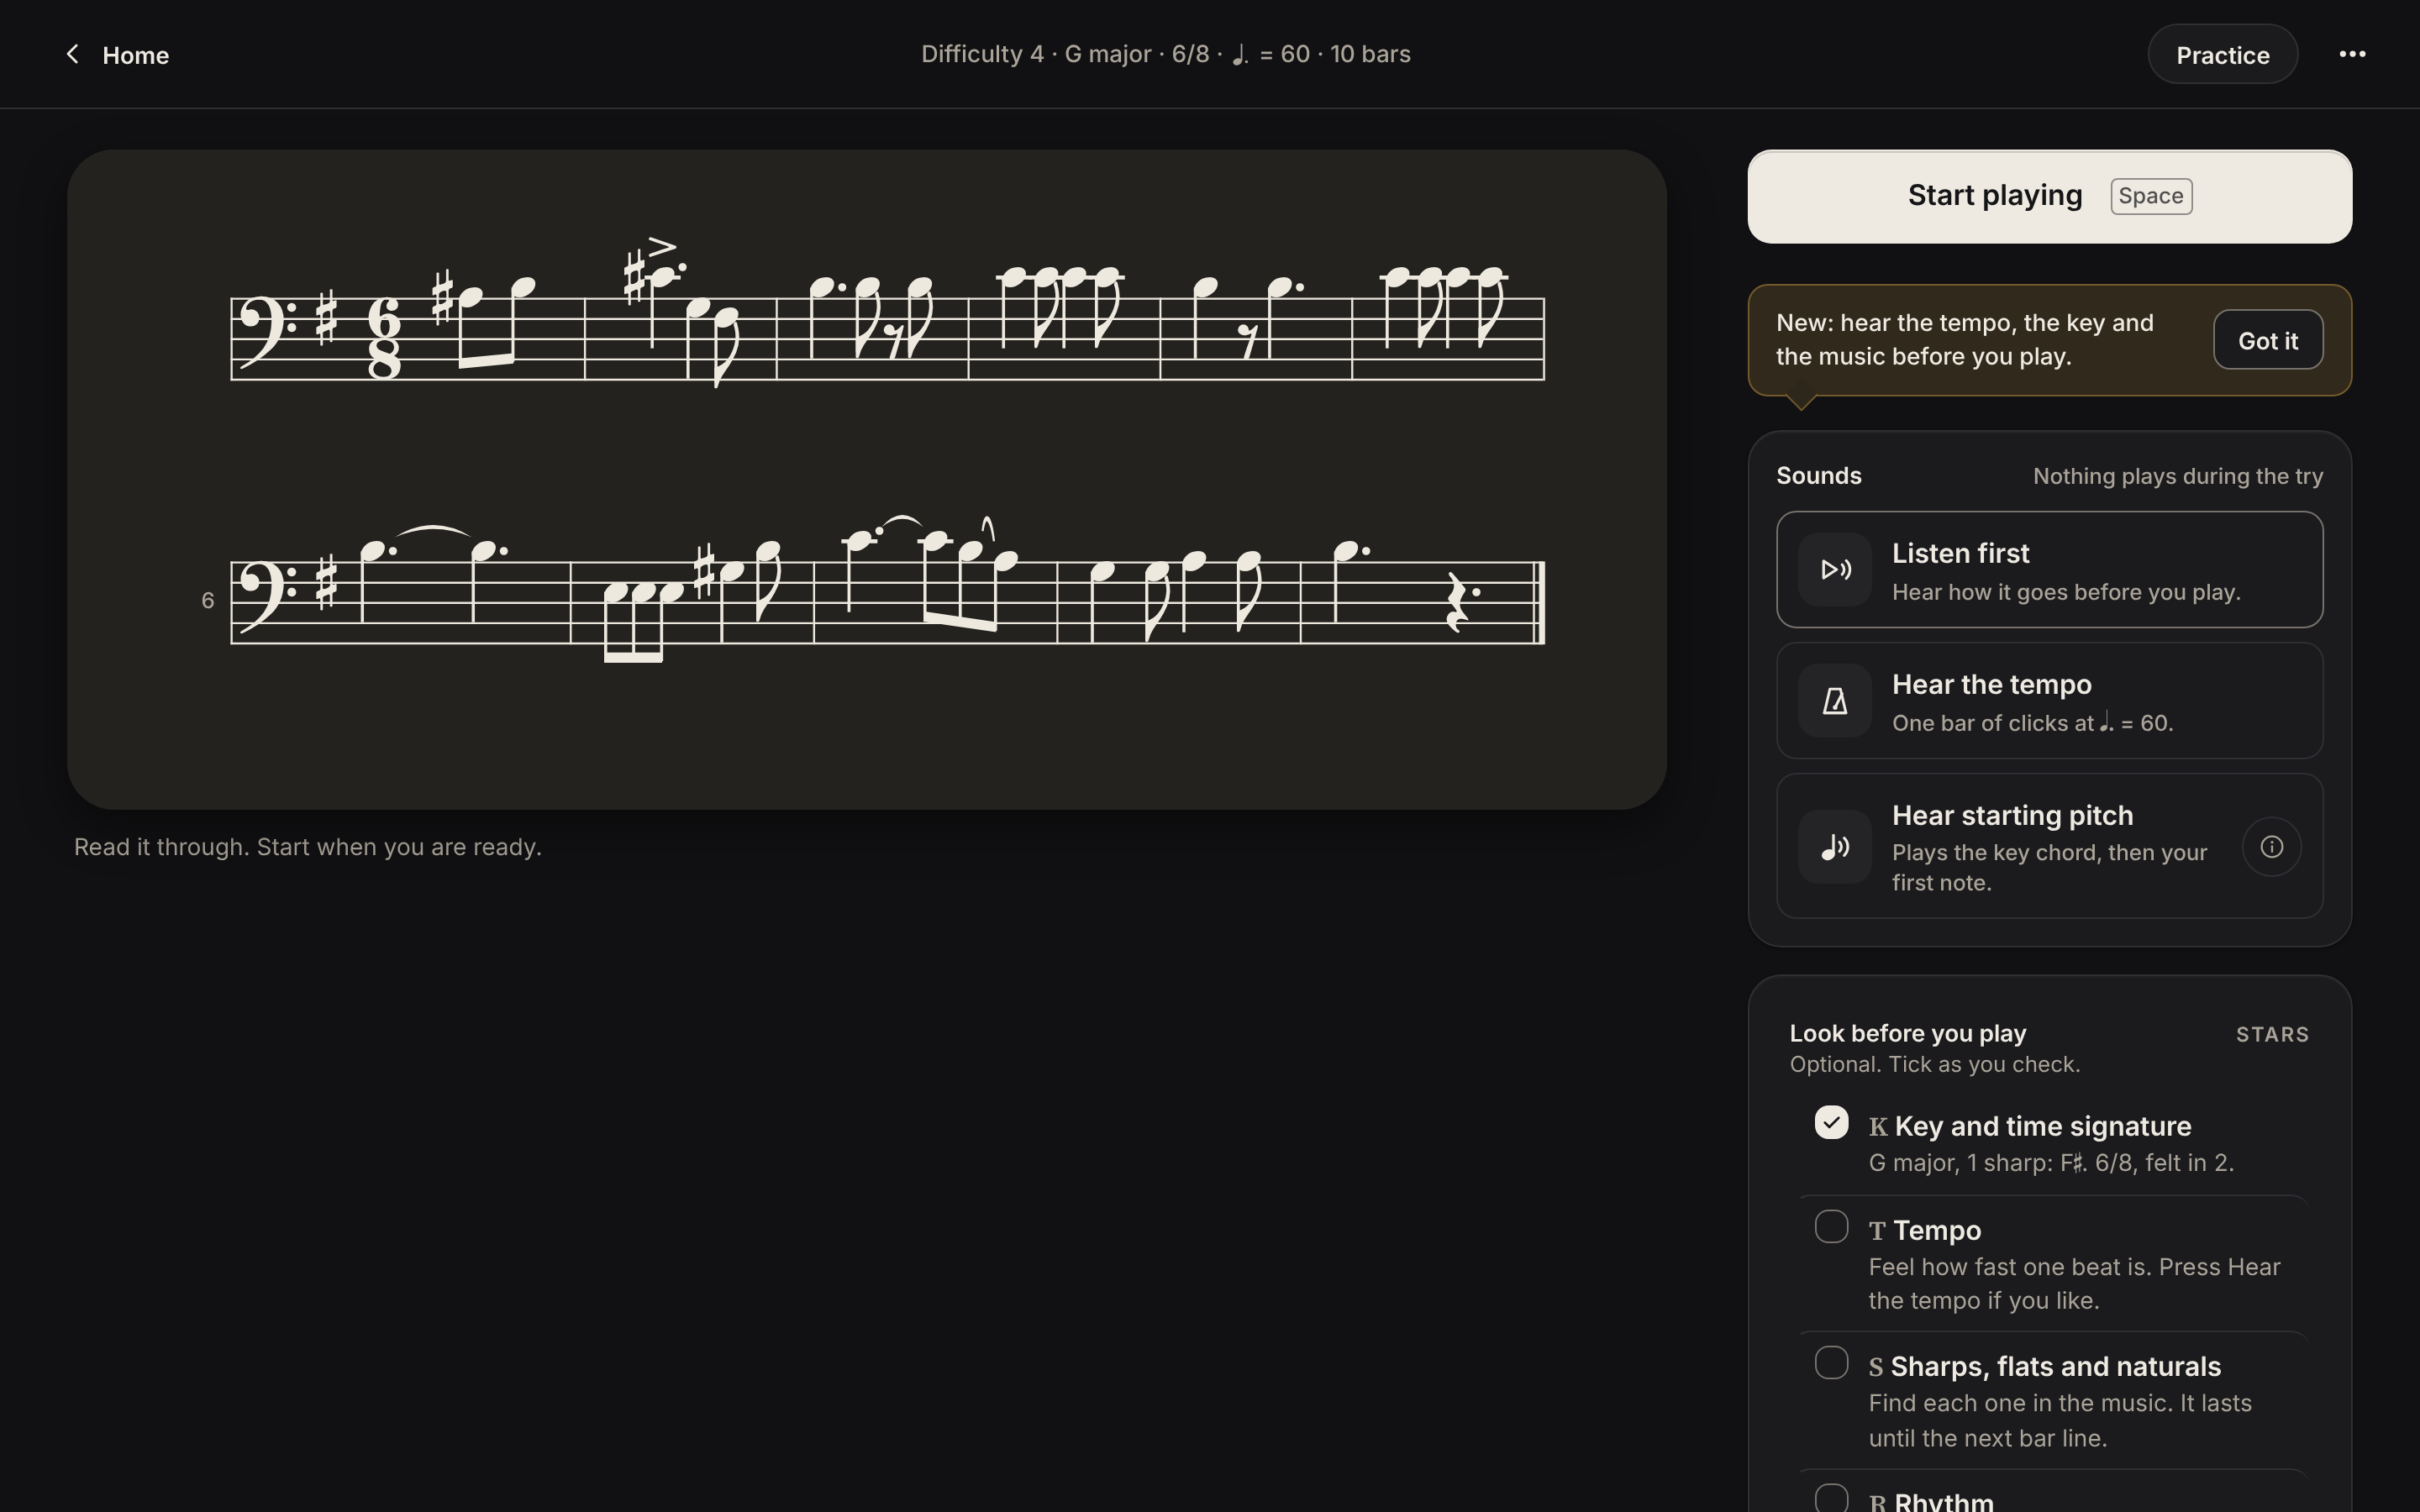 Home
Difficulty 4 · G major · 6/8 · 𝅘𝅥. = 60 · 10 bars
Practice
Start playing Space
New: hear the tempo, the key and
the music before you play.
Got it
Sounds
Nothing plays during the try
Listen first
Hear how it goes before you play.
Hear the tempo
One bar of clicks at 𝅘𝅥. = 60.
Hear starting pitch
Plays the key chord, then your
first note.
6
8
6
Read it through. Start when you are ready.
Look before you play
STARS
Optional. Tick as you check.
K Key and time signature
G major, 1 sharp: F♯. 6/8, felt in 2.
T Tempo
Feel how fast one beat is. Press Hear
the tempo if you like.
S Sharps, flats and naturals
Find each one in the music. It lasts
until the next bar line.
R Rhythm